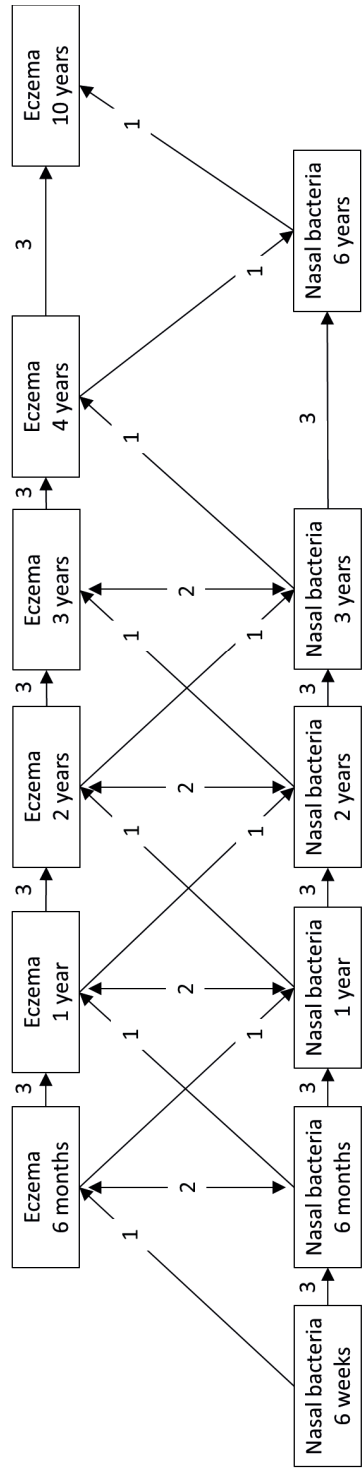 Eczema
6 months
3
Eczema
1 year
3
Eczema
2 years
3
Eczema
3 years
3
Eczema
4 years
3
Eczema
10 years
1
2
1
1
2
1
1
2
1
1
2
1
1
1
1
Nasal bacteria
6 weeks
3
Nasal bacteria
6 months
3
Nasal bacteria
1 year
3
Nasal bacteria
2 years
3
Nasal bacteria
3 years
3
Nasal bacteria
6 years